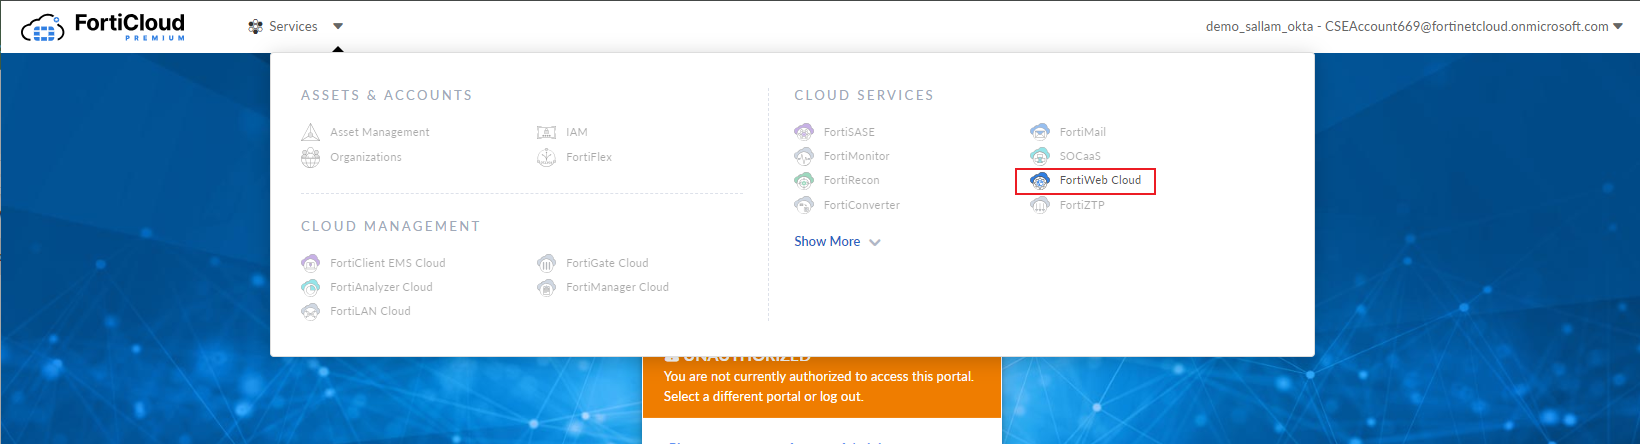 FortiCloud
PREMIUM
Services
demo_sallam_okta - CSEAccount669@fortinetcloud.onmicrosoft.com
ASSETS & ACCOUNTS
Asset Management
IAM
Organizations
FortiFlex
CLOUD MANAGEMENT
FortiClient EMS Cloud
FortiGate Cloud
FortiAnalyzer Cloud
FortiManager Cloud
FortiLAN Cloud
CLOUD SERVICES
FortiSASE
FortiMail
FortiMonitor
SOCaaS
FortiRecon
FortiWeb Cloud
FortiConverter
FortiZTP
Show More
UNAUTHORIZED
You are not currently authorized to access this portal.
Select a different portal or log out.